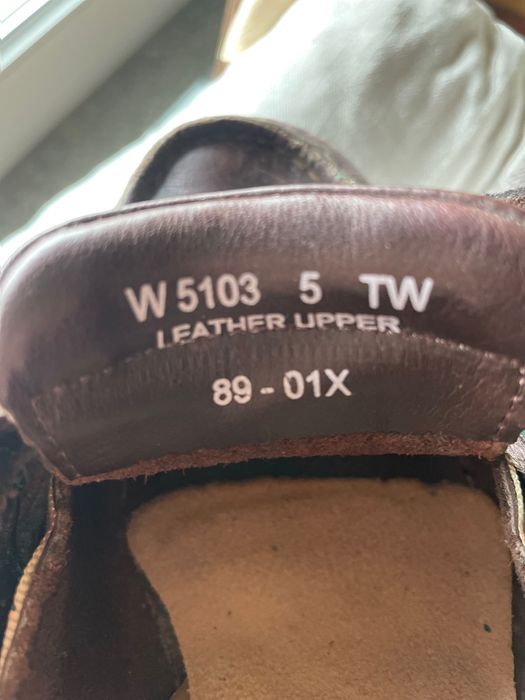 W 5103 5 TW
LEATHER UPPER
89 - 01X